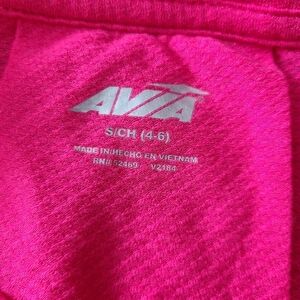 AVIA
S/CH (4-6)
MADE IN/HECHO EN VIETNAM
RN# 52469 V2184